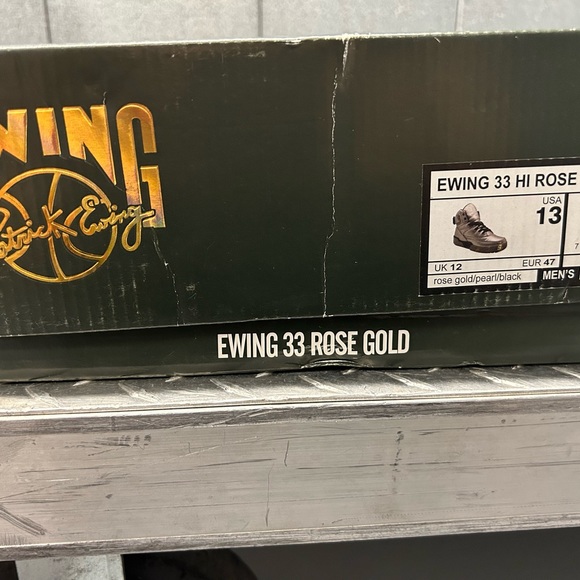 WING
Patrick Ewing
EWING 33 HI ROSE
USA
13
UK 12
EUR 47
rose gold/pearl/black
MEN'S
7
EWING 33 ROSE GOLD